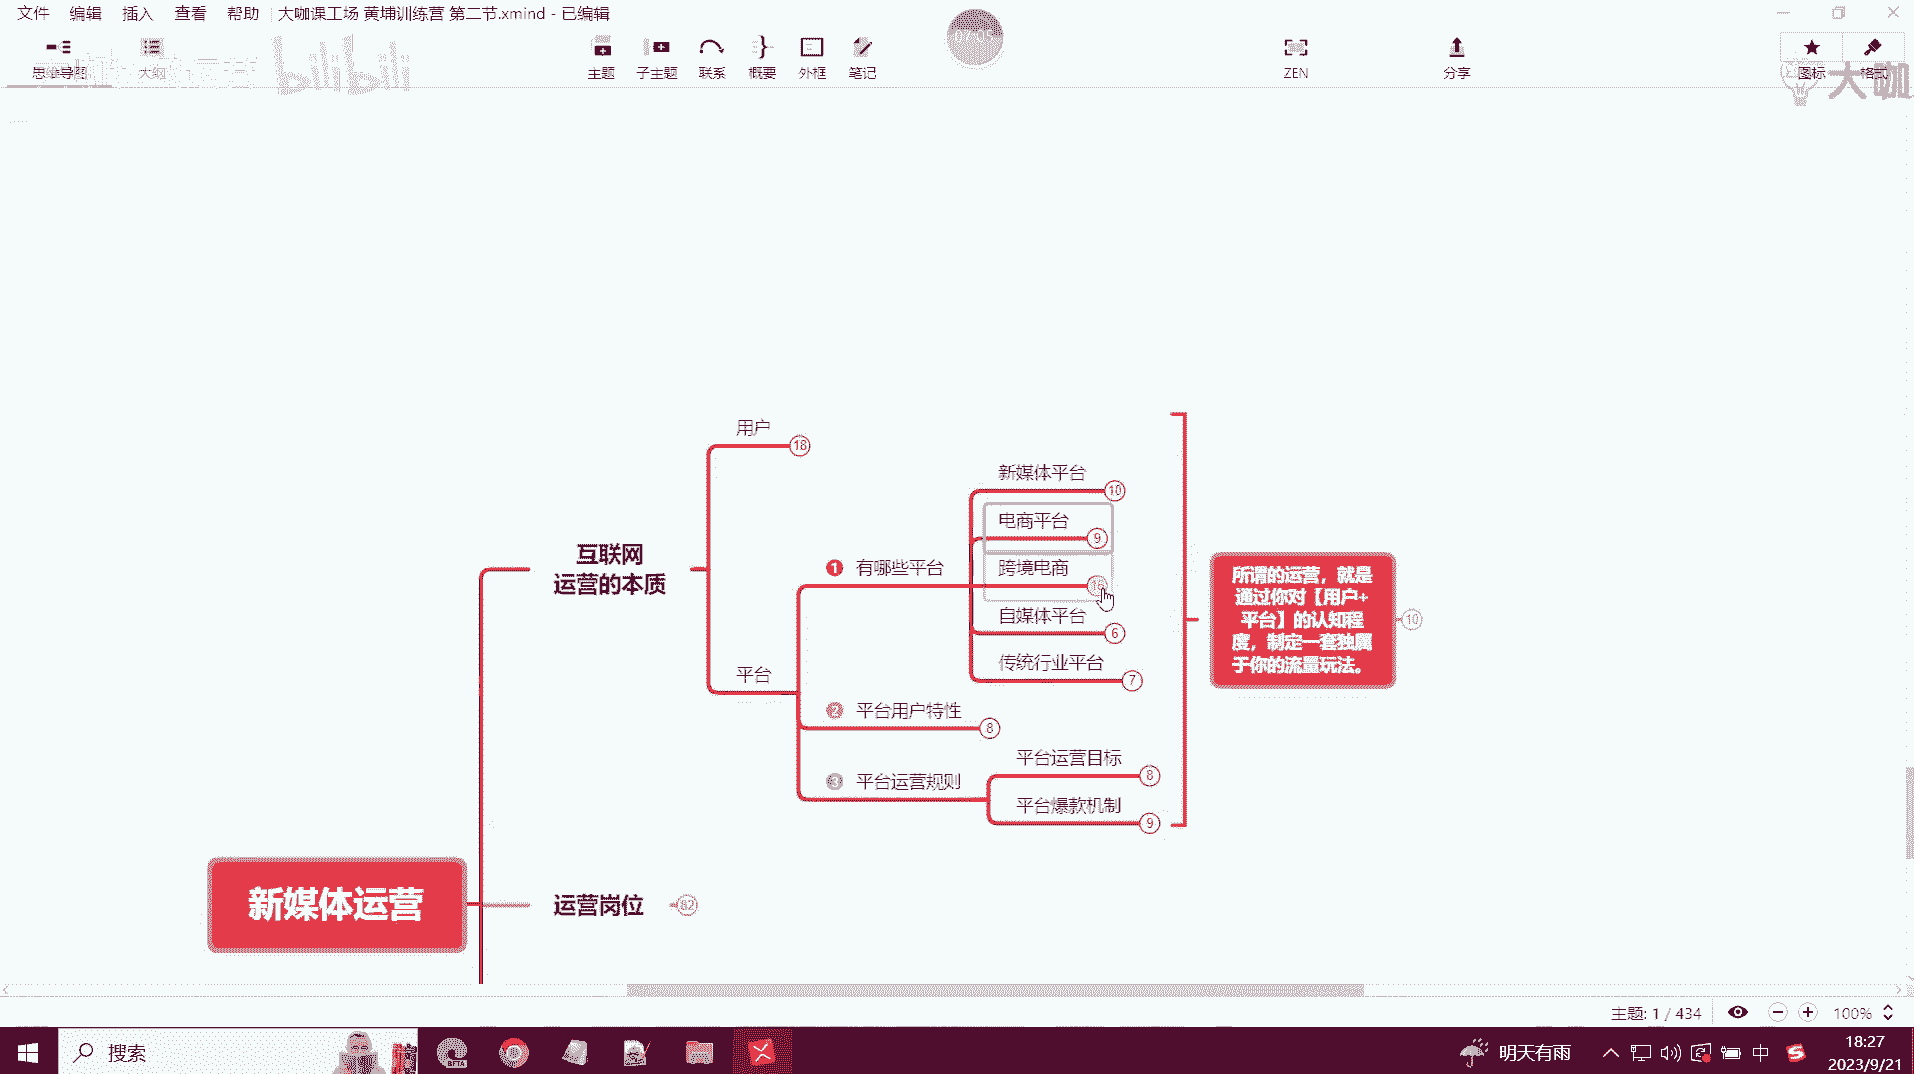 文件 编辑 插入 查看 帮助 大咖课工场 黄埔训练营 第二节.xmind - 已编辑
思维导图 大纲 主题 子主题 联系 概要 外框 笔记 ZEN 分享 图标 格式
bilibili
大咖
07:05
用户 18
新媒体平台 10
电商平台 9
跨境电商
自媒体平台 6
传统行业平台 7
1 有哪些平台
互联网
运营的本质
平台
2 平台用户特性 8
3 平台运营规则
平台运营目标 8
平台爆款机制 9
所谓的运营，就是
通过你对【用户+
平台】的认知程
度，制定一套独属
于你的流量玩法。
10
新媒体运营
运营岗位 82
主题: 1 / 434 100%
搜索
BETA
明天有雨
中
18:27
2023/9/21